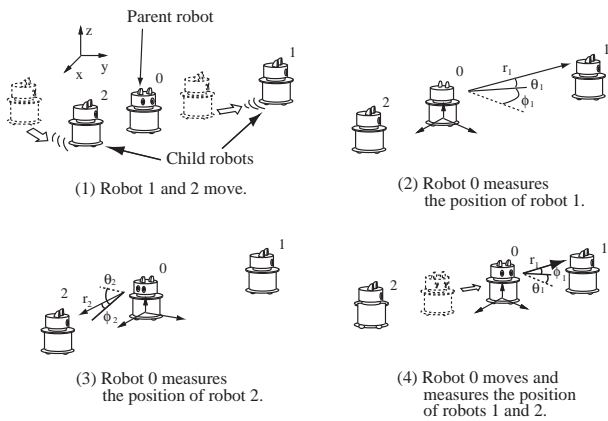 Parent robot
z
y
x
0
1
2
Child robots
(1) Robot 1 and 2 move.
0
1
2
r1
θ1
ϕ1
(2) Robot 0 measures
the position of robot 1.
0
1
2
θ2
r2
ϕ2
(3) Robot 0 measures
the position of robot 2.
0
1
2
r1
ϕ1
θ1
(4) Robot 0 moves and
measures the position
of robots 1 and 2.